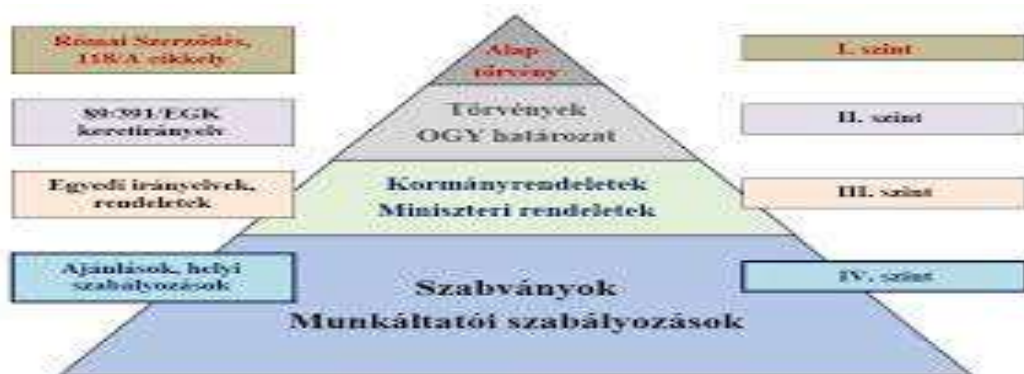 Római Szerződés,
118/A cikkely
Alap
törvény
I. szint
89/391/EGK
keretirányelv
Törvények
OGY határozat
II. szint
Egyedi irányelvek,
rendeletek
Kormányrendeletek
Miniszteri rendeletek
III. szint
Ajánlások, helyi
szabályozások
Szabványok
Munkáltatói szabályozások
IV. szint